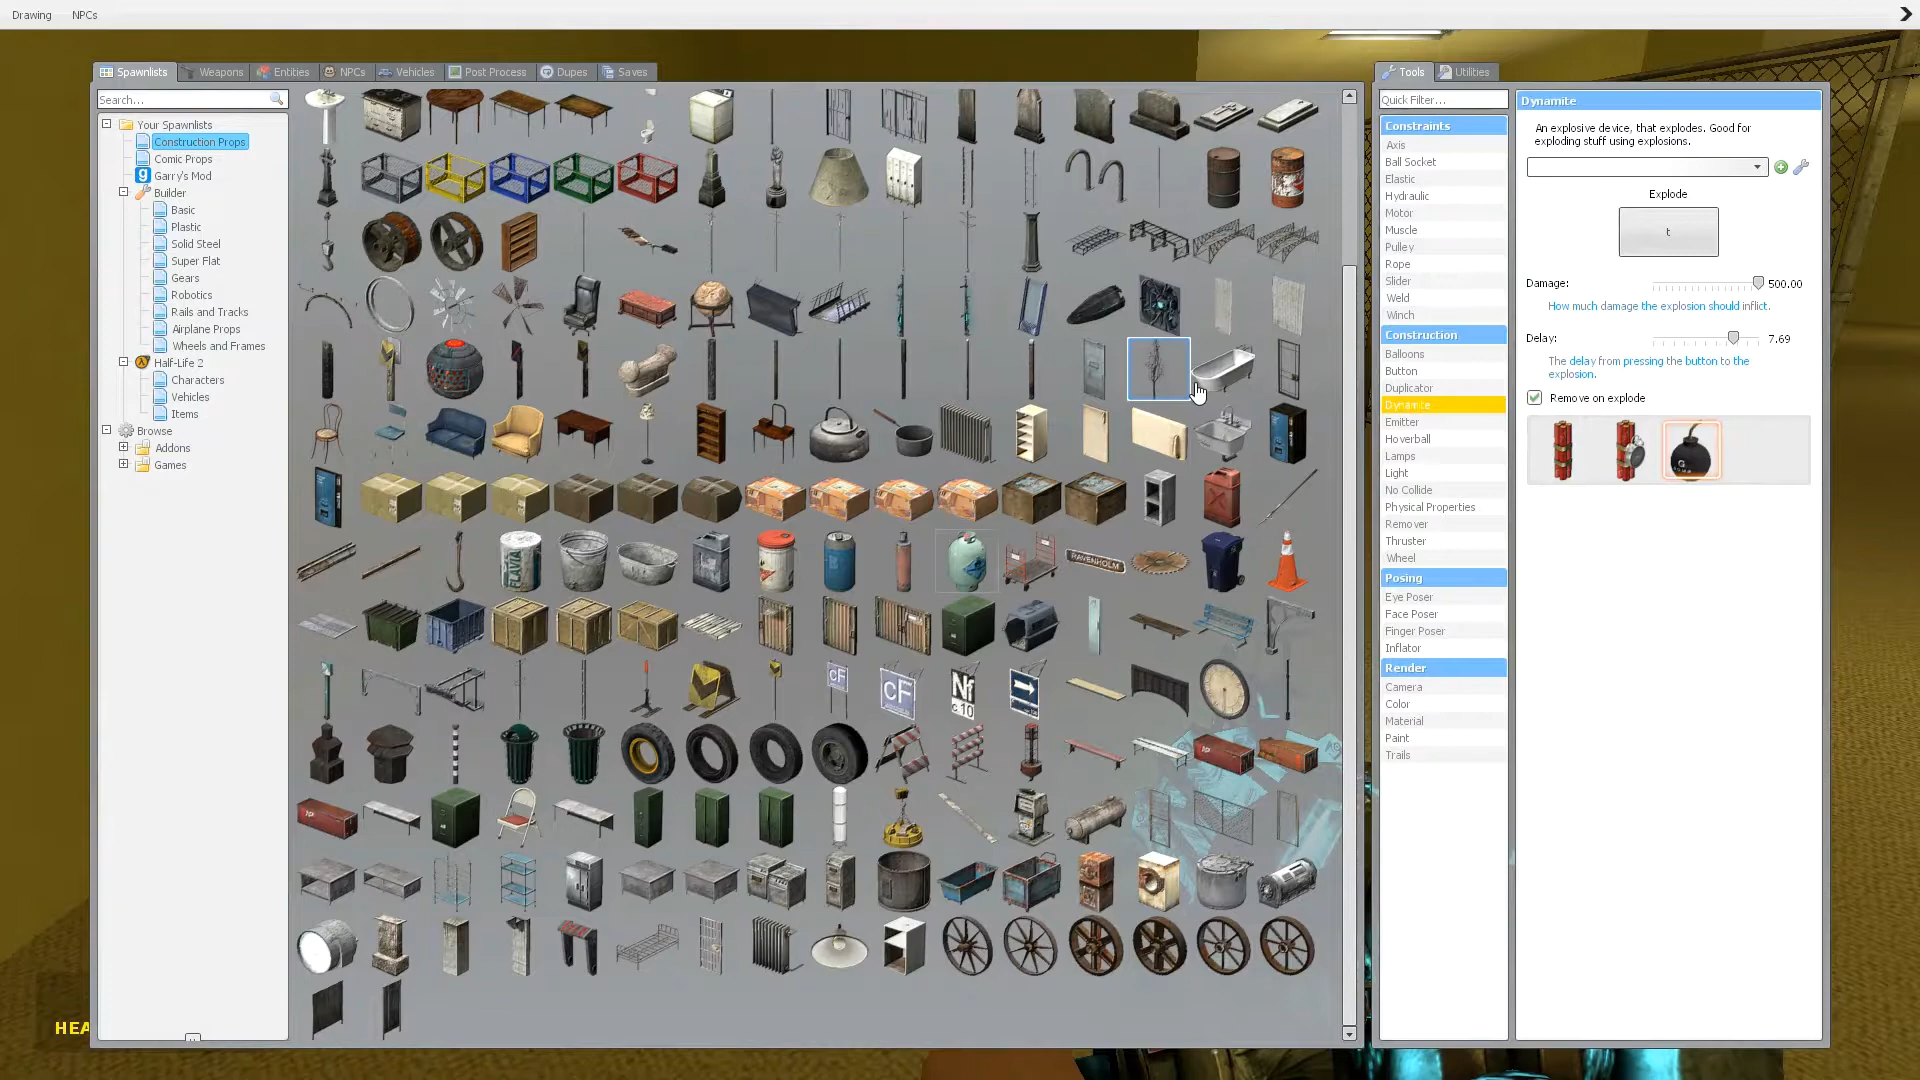 Drawing NPCs
Spawnlists Weapons Entities NPCs Vehicles Post Process Dupes Saves
Tools Utilities
Search...
Your Spawnlists
Construction Props
Comic Props
Garry's Mod
Builder
Basic
Plastic
Solid Steel
Super Flat
Gears
Robotics
Rails and Tracks
Airplane Props
Wheels and Frames
Half-Life 2
Characters
Vehicles
Items
Browse
Addons
Games
RAVENHOLM
cF
cF
Nf
c 10
HEA
Quick Filter...
Constraints
Axis
Ball Socket
Elastic
Hydraulic
Motor
Muscle
Pulley
Rope
Slider
Weld
Winch
Construction
Balloons
Button
Duplicator
Dynamite
Emitter
Hoverball
Lamps
Light
No Collide
Physical Properties
Remover
Thruster
Wheel
Posing
Eye Poser
Face Poser
Finger Poser
Inflator
Render
Camera
Color
Material
Paint
Trails
Dynamite
An explosive device, that explodes. Good for
exploding stuff using explosions.
Explode
t
Damage: 500.00
How much damage the explosion should inflict.
Delay: 7.69
The delay from pressing the button to the
explosion.
Remove on explode